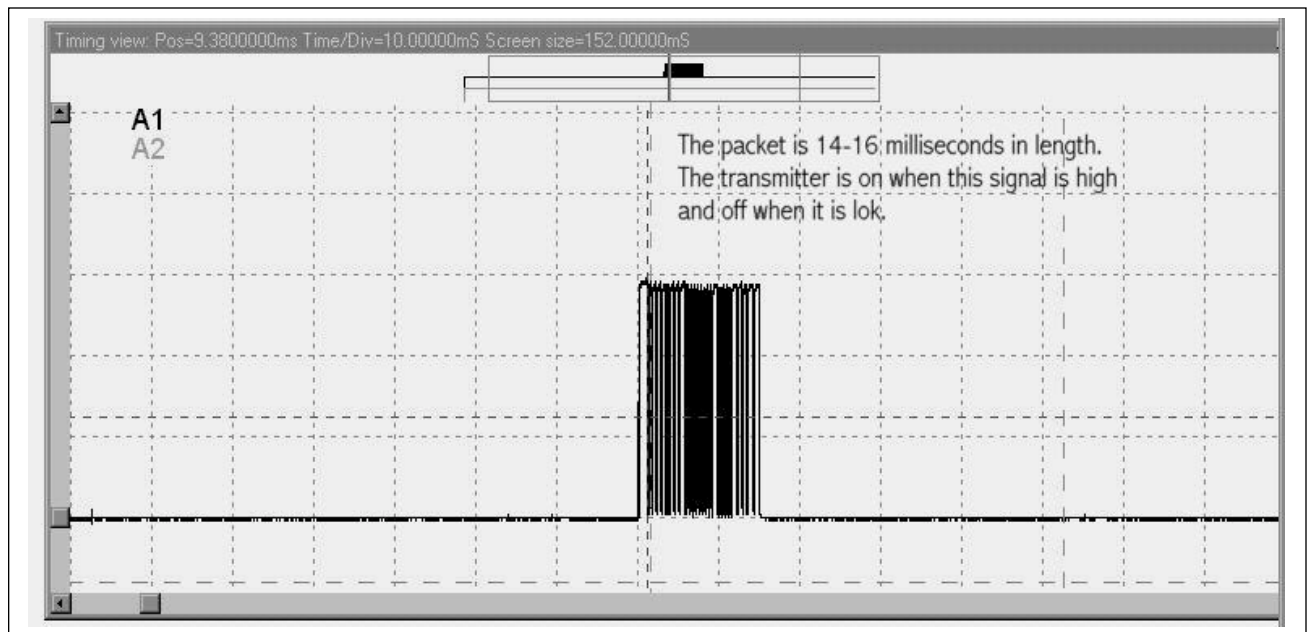 Timing view: Pos=9.3800000ms Time/Div=10.00000mS Screen size=152.00000mS
A1
A2
The packet is 14-16 milliseconds in length.
The transmitter is on when this signal is high
and off when it is lok.